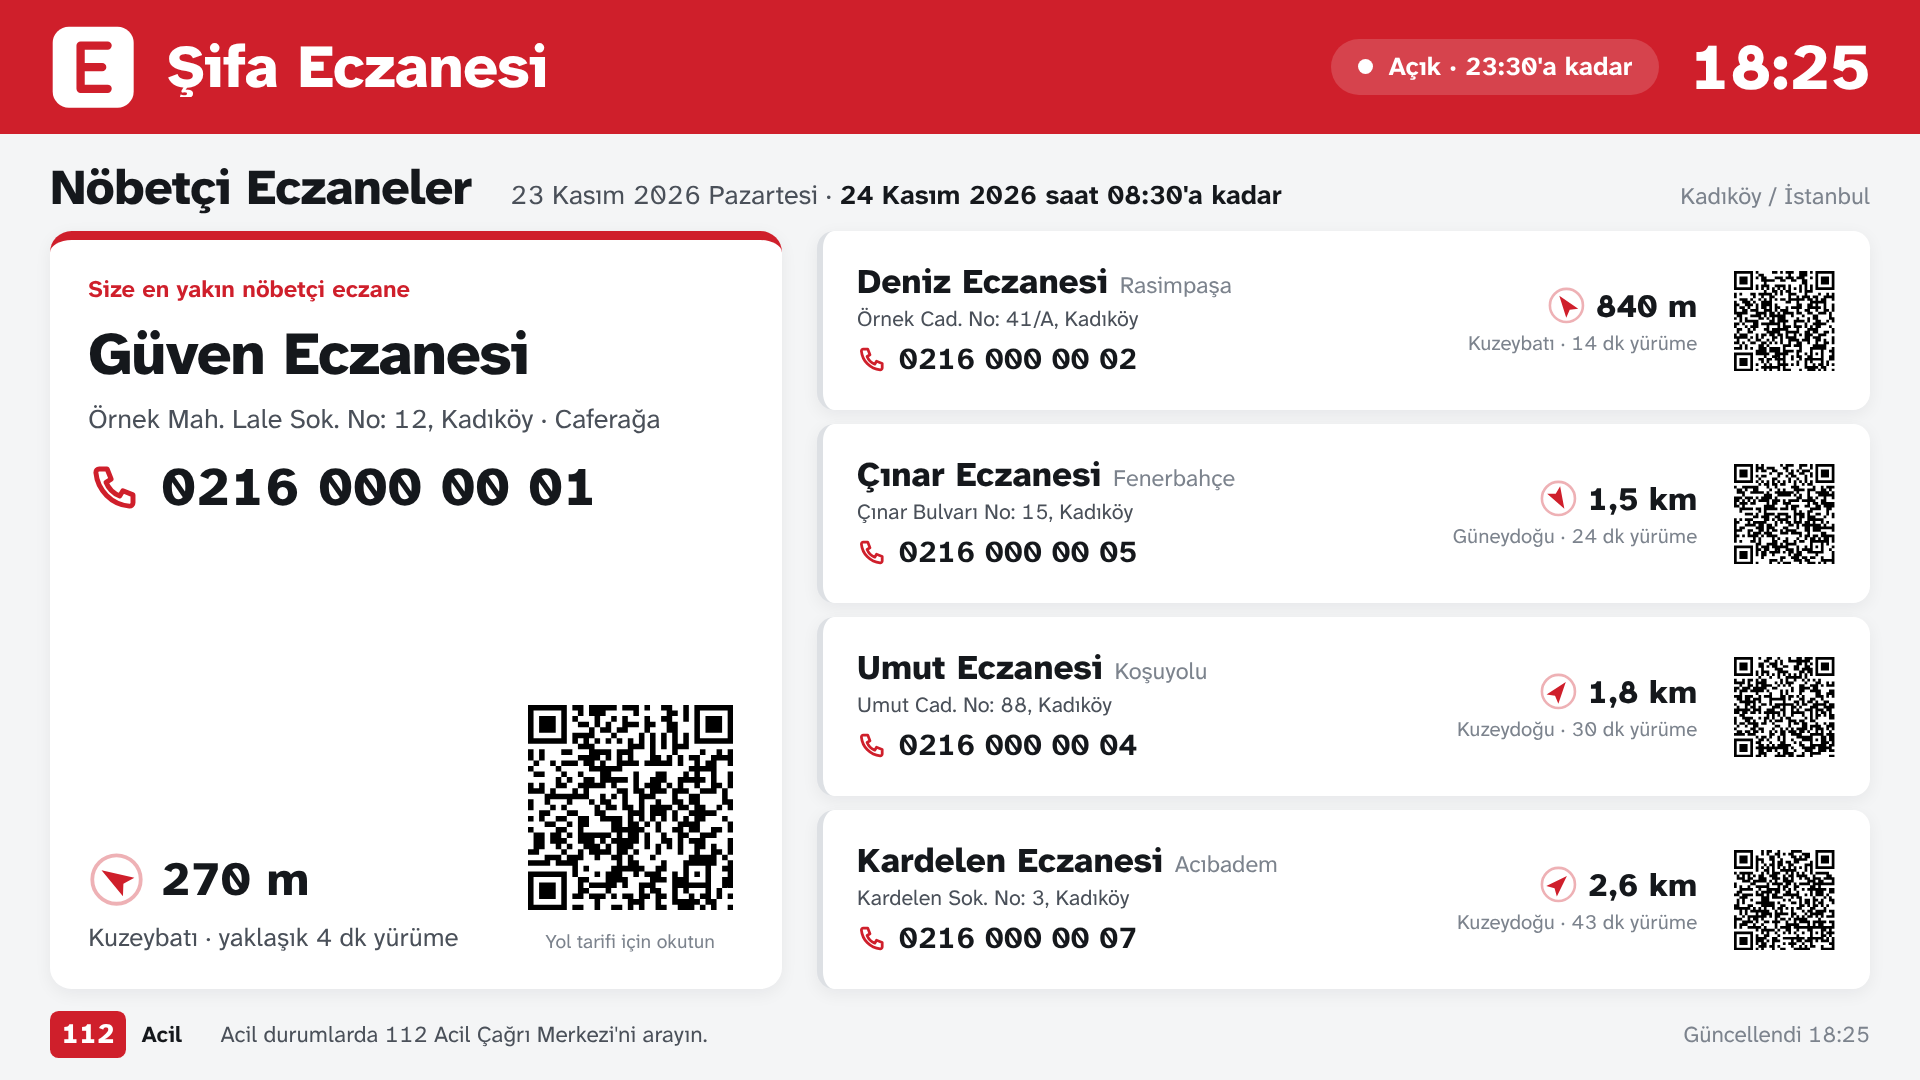 E Şifa Eczanesi
Açık · 23:30'a kadar
18:25
Nöbetçi Eczaneler
23 Kasım 2026 Pazartesi · 24 Kasım 2026 saat 08:30'a kadar
Kadıköy / İstanbul
Size en yakın nöbetçi eczane
Güven Eczanesi
Örnek Mah. Lale Sok. No: 12, Kadıköy · Caferağa
0216 000 00 01
270 m
Kuzeybatı · yaklaşık 4 dk yürüme
Yol tarifi için okutun
Deniz Eczanesi Rasimpaşa
Örnek Cad. No: 41/A, Kadıköy
0216 000 00 02
840 m
Kuzeybatı · 14 dk yürüme
Çınar Eczanesi Fenerbahçe
Çınar Bulvarı No: 15, Kadıköy
0216 000 00 05
1,5 km
Güneydoğu · 24 dk yürüme
Umut Eczanesi Koşuyolu
Umut Cad. No: 88, Kadıköy
0216 000 00 04
1,8 km
Kuzeydoğu · 30 dk yürüme
Kardelen Eczanesi Acıbadem
Kardelen Sok. No: 3, Kadıköy
0216 000 00 07
2,6 km
Kuzeydoğu · 43 dk yürüme
112 Acil
Acil durumlarda 112 Acil Çağrı Merkezi'ni arayın.
Güncellendi 18:25